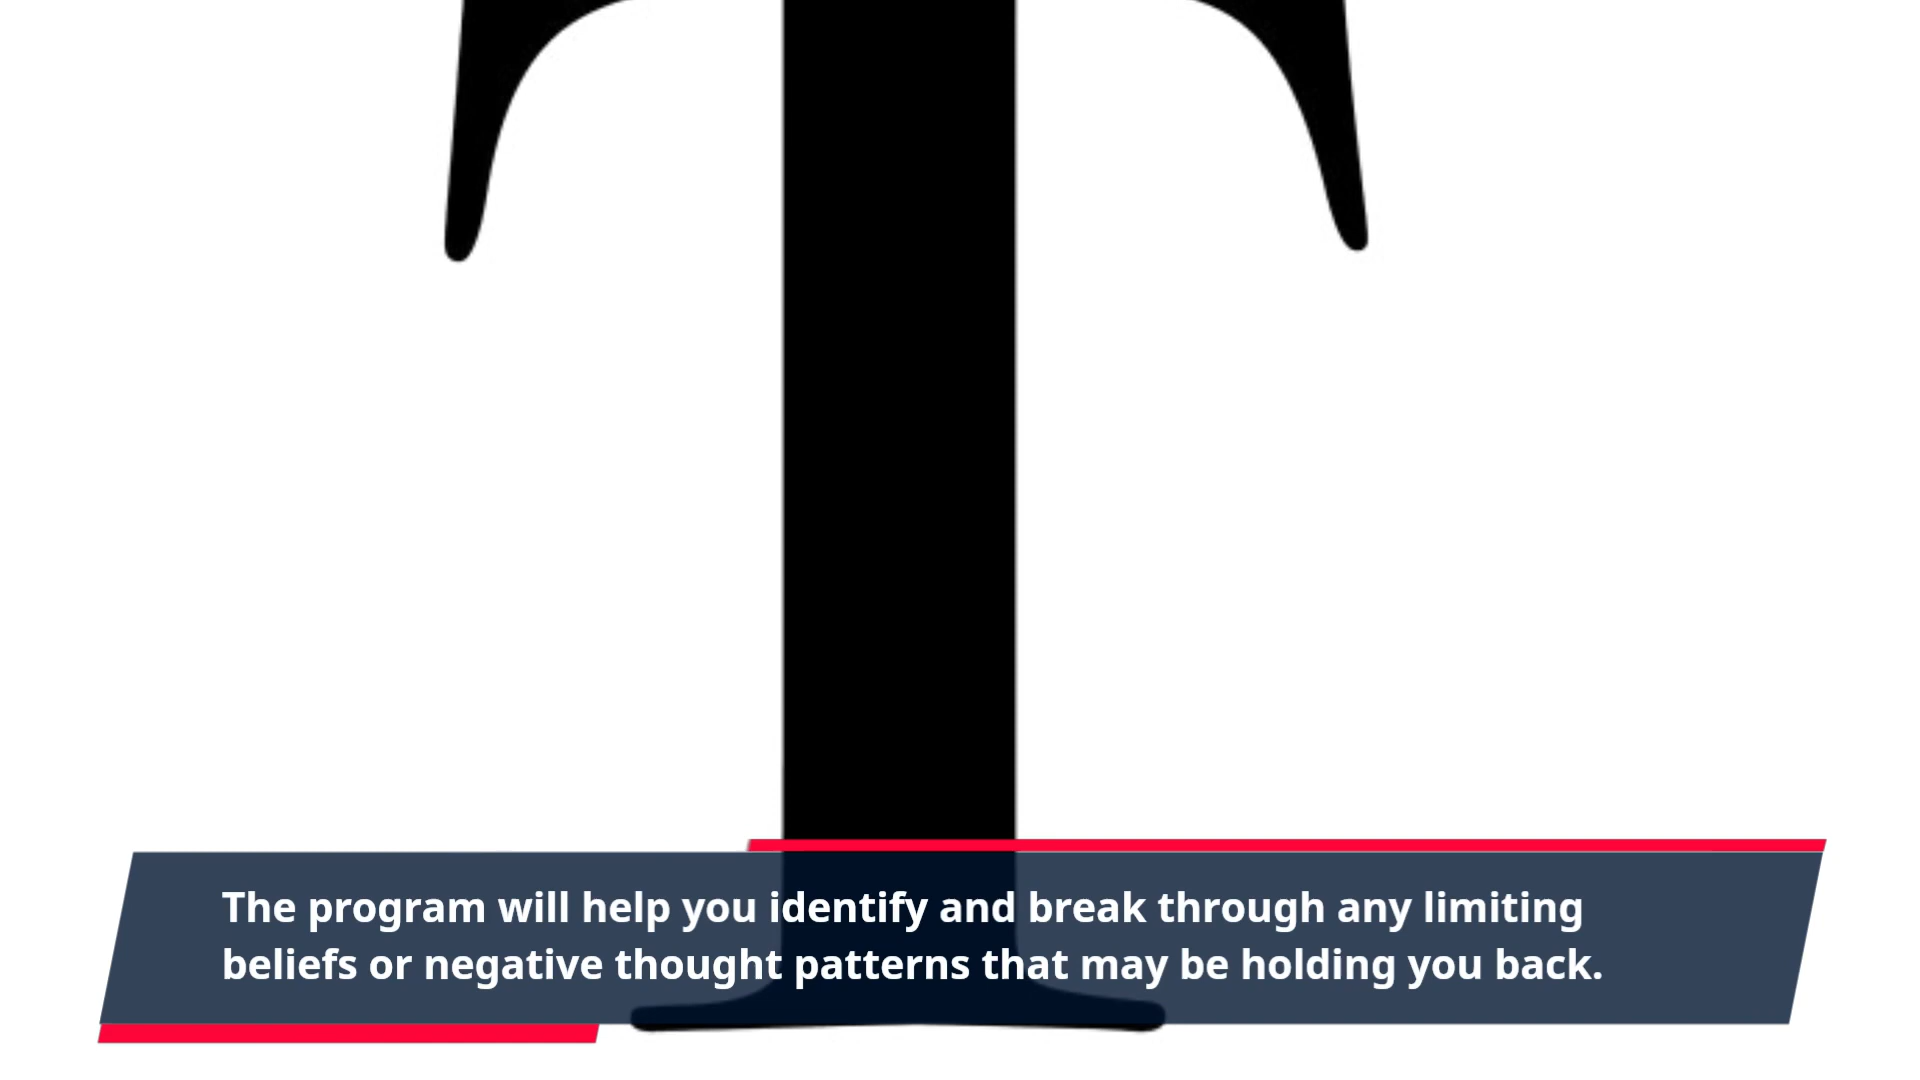 T
The program will help you identify and break through any limiting
beliefs or negative thought patterns that may be holding you back.